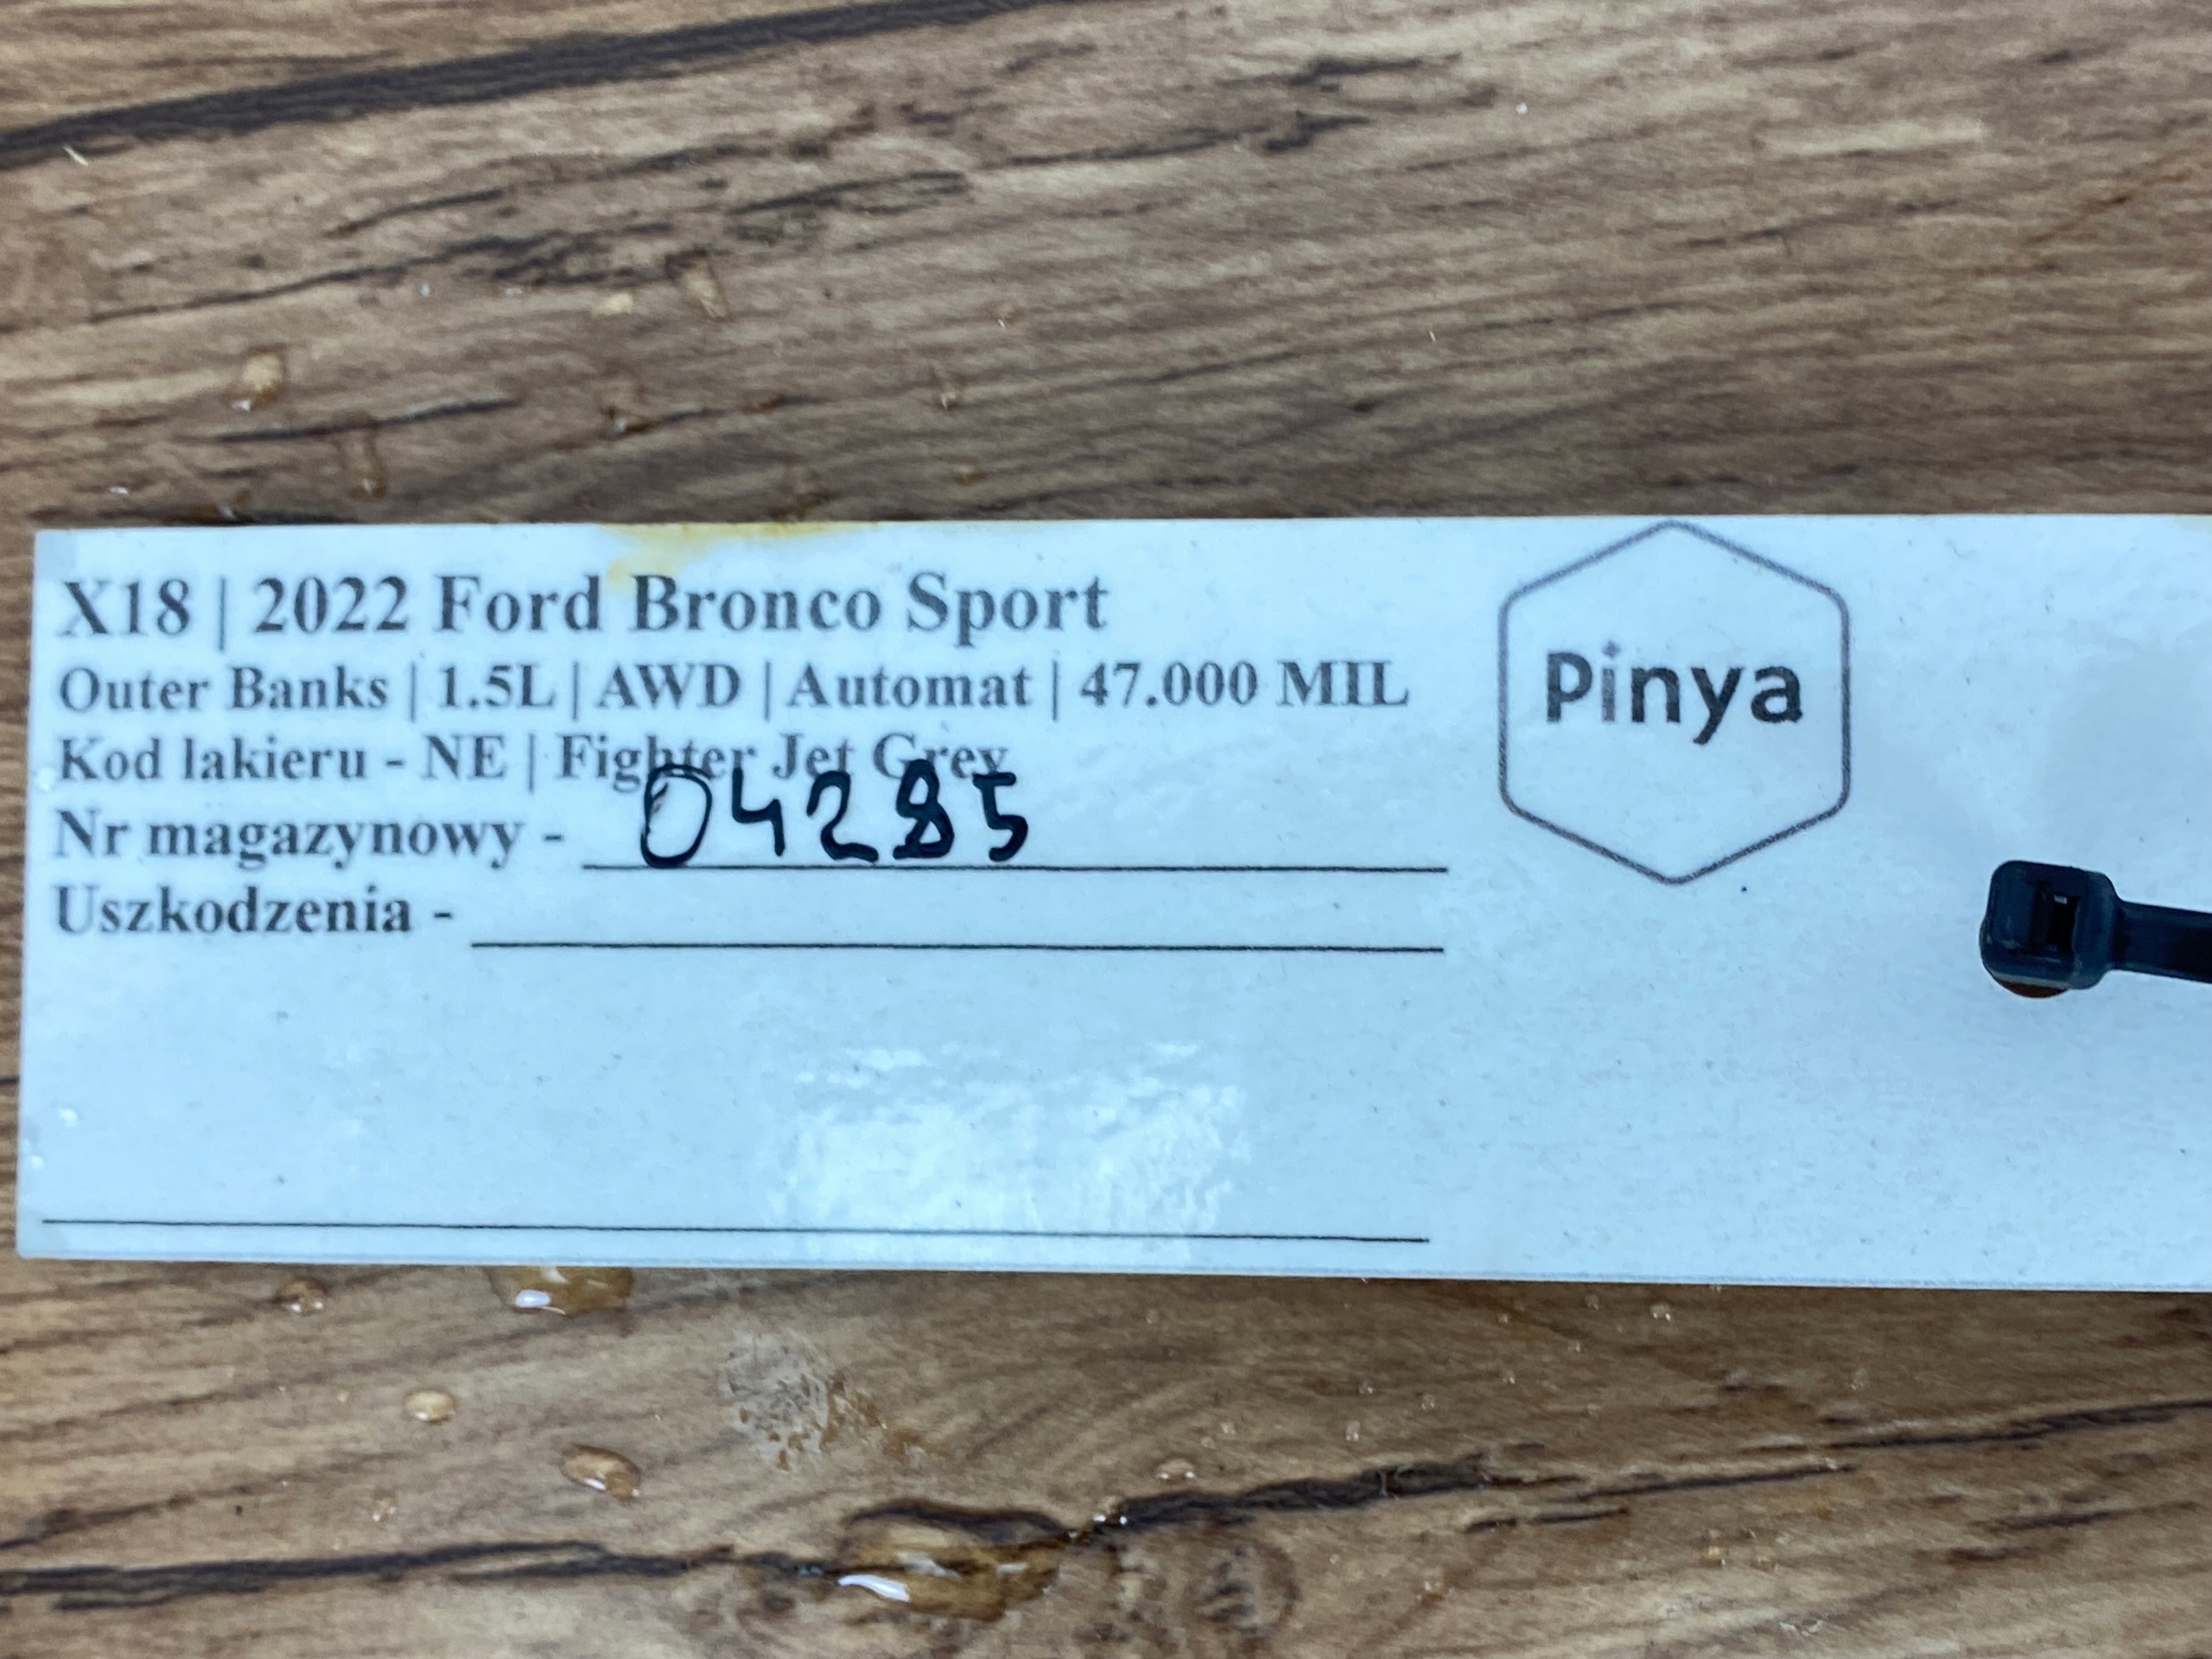 X18 | 2022 Ford Bronco Sport
Outer Banks | 1.5L | AWD | Automat | 47.000 MIL
Kod lakieru - NE | Fighter Jet Grey
Nr magazynowy - 04285
Uszkodzenia -
Pinya